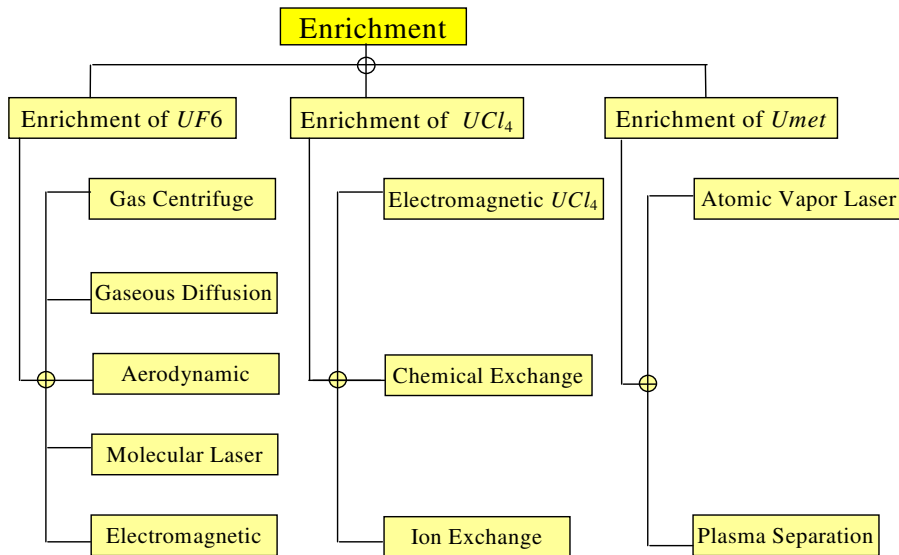 Enrichment
Enrichment of UF6
Enrichment of UCl₄
Enrichment of Umet
Gas Centrifuge
Gaseous Diffusion
Aerodynamic
Molecular Laser
Electromagnetic
Electromagnetic UCl₄
Chemical Exchange
Ion Exchange
Atomic Vapor Laser
Plasma Separation